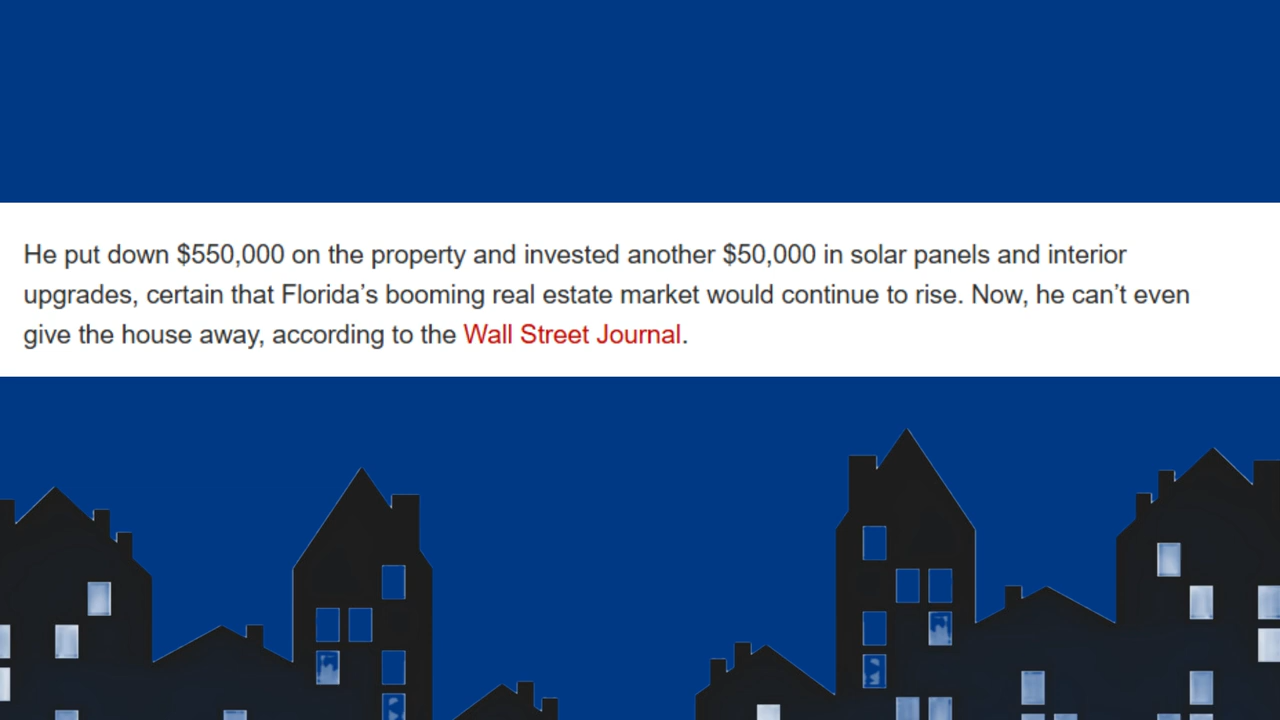 He put down $550,000 on the property and invested another $50,000 in solar panels and interior
upgrades, certain that Florida’s booming real estate market would continue to rise. Now, he can’t even
give the house away, according to the Wall Street Journal.